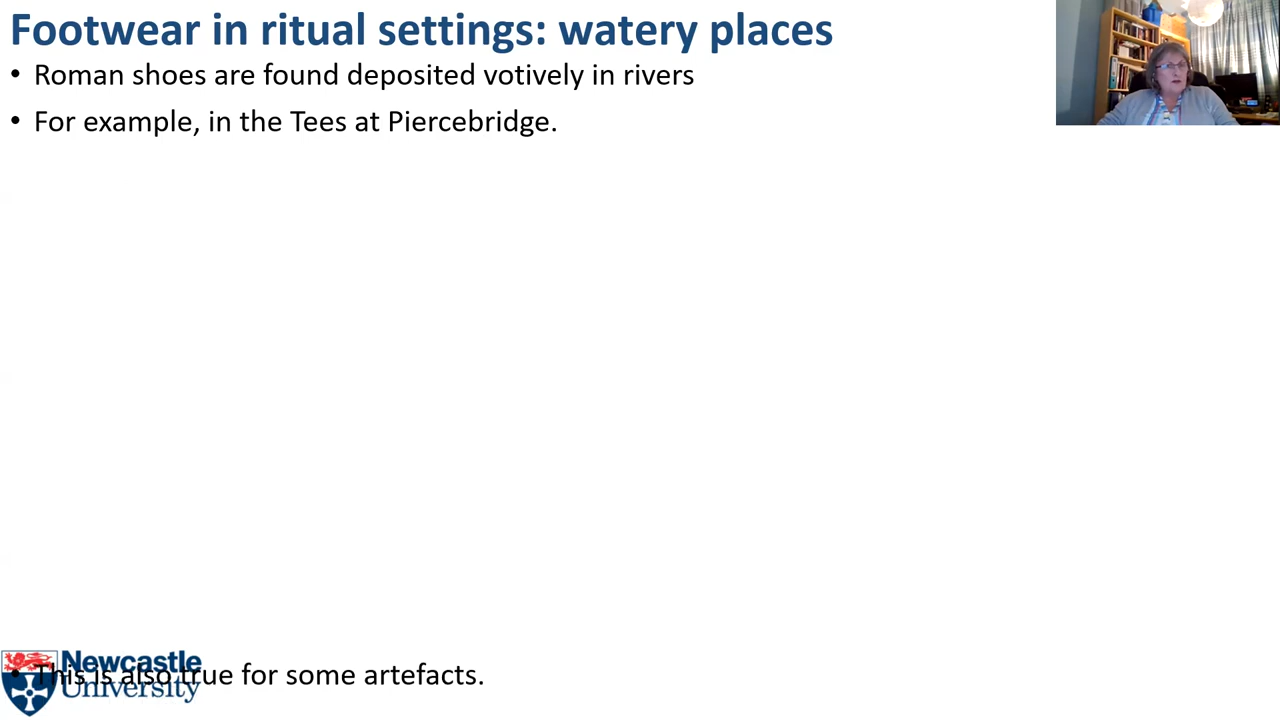 Footwear in ritual settings: watery places
• Roman shoes are found deposited votively in rivers
• For example, in the Tees at Piercebridge.
Newcastle
University
• This is also true for some artefacts.